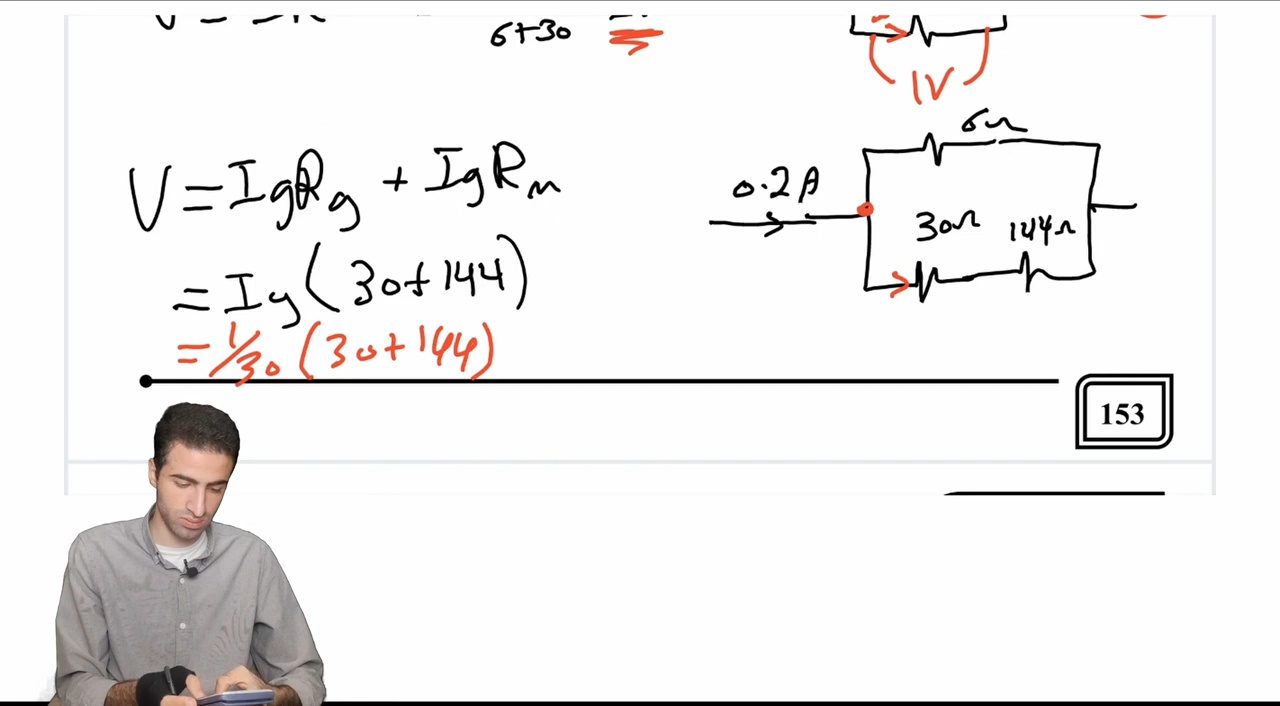 6+30
1V
6Ω
V = IgRg + IgRm
0.2A
30Ω 144Ω
= Ig (30+144)
= 1/30 (30+144)
153